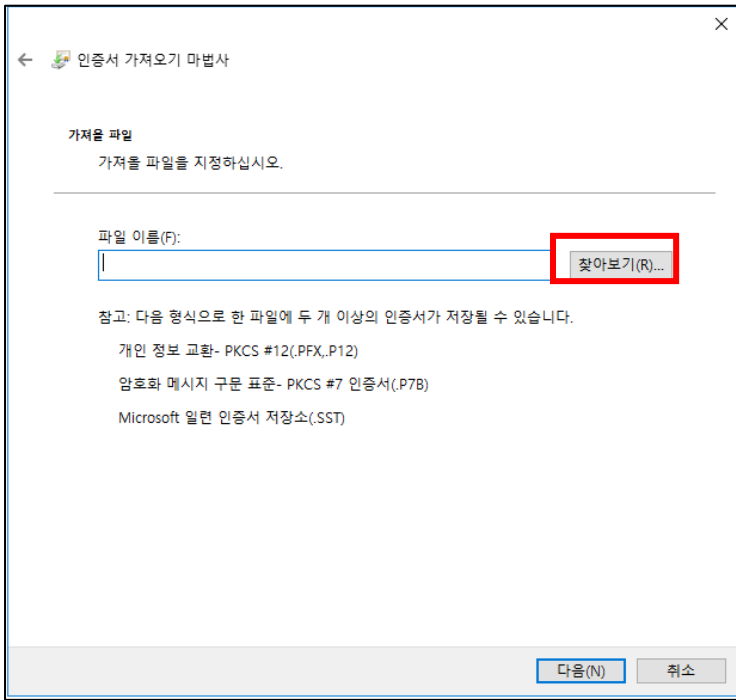 인증서 가져오기 마법사
가져올 파일
가져올 파일을 지정하십시오.
파일 이름(F):
찾아보기(R)...
참고: 다음 형식으로 한 파일에 두 개 이상의 인증서가 저장될 수 있습니다.
개인 정보 교환- PKCS #12(.PFX,.P12)
암호화 메시지 구문 표준- PKCS #7 인증서(.P7B)
Microsoft 일련 인증서 저장소(.SST)
다음(N)
취소